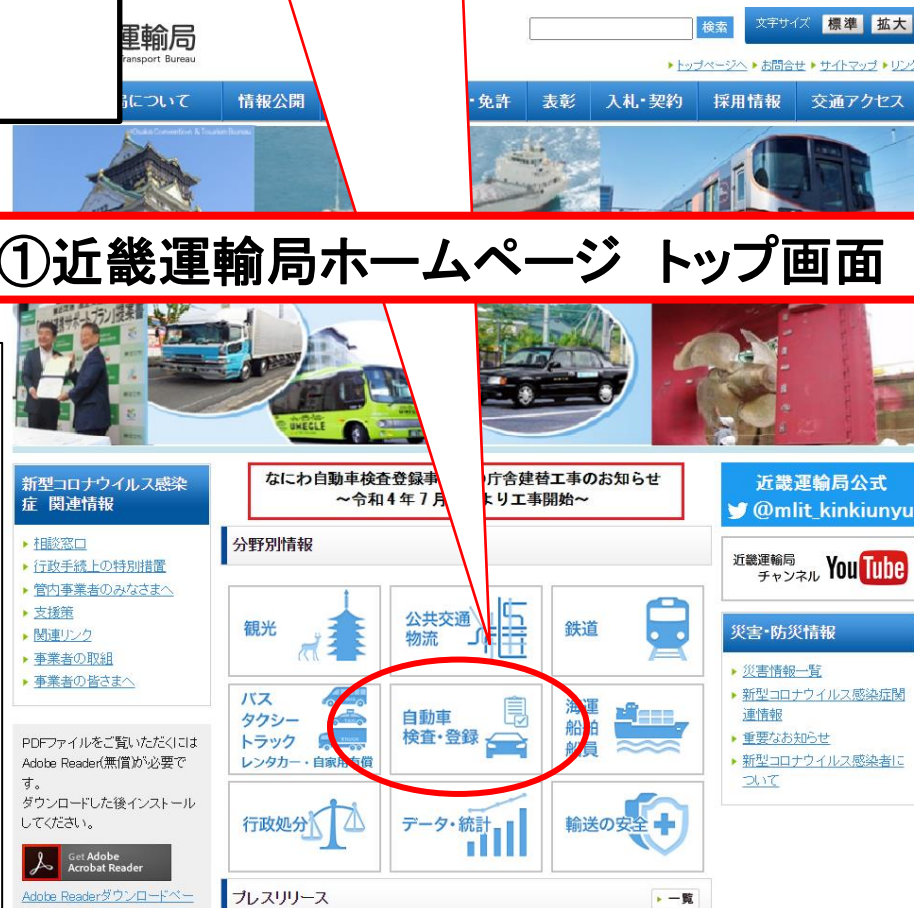 運輸局
ransport Bureau
検索
文字サイズ 標準 拡大
トップページへ お問合せ サイトマップ リンク
について 情報公開 ・免許 表彰 入札・契約 採用情報 交通アクセス
©Osaka Convention & Tourism Bureau
①近畿運輸局ホームページ トップ画面
UMEGLE
新型コロナウイルス感染
症 関連情報
相談窓口
行政手続上の特別措置
管内事業者のみなさまへ
支援策
関連リンク
事業者の取組
事業者の皆さまへ
PDFファイルをご覧いただくには
Adobe Reader(無償)が必要で
す。
ダウンロードした後インストール
してください。
Get Adobe
Acrobat Reader
Adobe Readerダウンロードペー
なにわ自動車検査登録事 庁舎建替工事のお知らせ
～令和4年7月 より工事開始～
分野別情報
観光
公共交通
物流
鉄道
バス
タクシー
トラック
レンタカー・自家用有償
自動車
検査・登録
海運
船舶
船員
行政処分
データ・統計
輸送の安全
プレスリリース
一覧
近畿運輸局公式
@mlit_kinkiunyu
近畿運輸局
チャンネル YouTube
災害・防災情報
災害情報一覧
新型コロナウイルス感染症関
連情報
重要なお知らせ
新型コロナウイルス感染者に
ついて